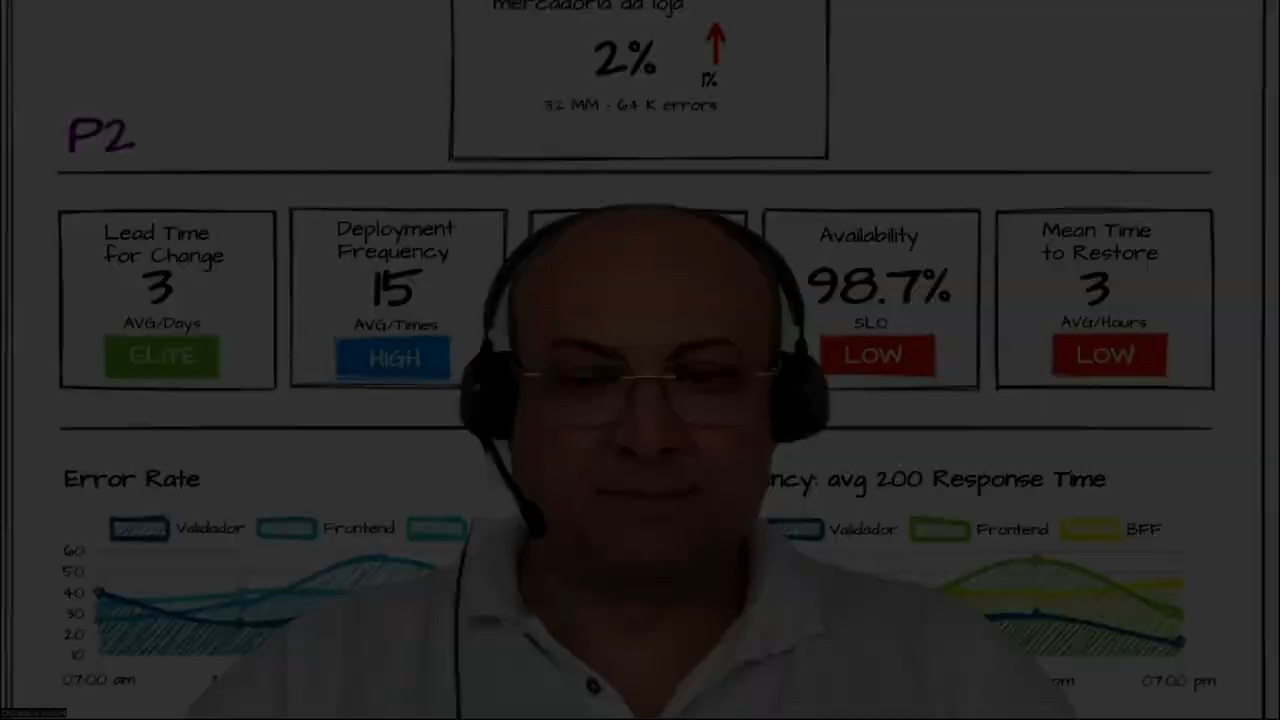 mercadoria da loja
2%
1%
32 MM - 64 K errors
P2
Lead Time
for Change
3
AVG/Days
ELITE
Deployment
Frequency
15
AVG/Times
HIGH
Availability
98.7%
SLO
LOW
Mean Time
to Restore
3
AVG/Hours
LOW
Error Rate
Validador Frontend
60
50
40
30
20
10
07:00 am
ncy: avg 200 Response Time
Validador Frontend BFF
pm 07:00 pm